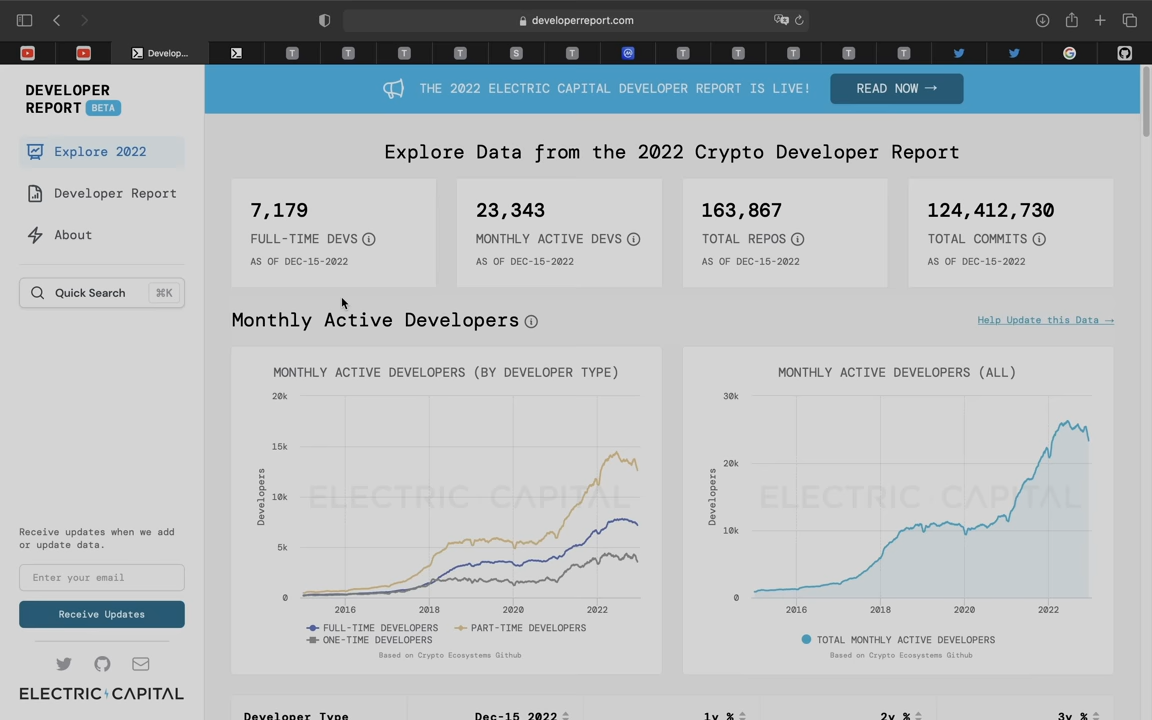 developerreport.com
Develop...
T
T
T
T
S
T
T
T
T
T
T
DEVELOPER
REPORT BETA
Explore 2022
Developer Report
About
Quick Search ⌘K
Receive updates when we add
or update data.
Enter your email
Receive Updates
ELECTRIC CAPITAL
THE 2022 ELECTRIC CAPITAL DEVELOPER REPORT IS LIVE! READ NOW →
Explore Data from the 2022 Crypto Developer Report
7,179
FULL-TIME DEVS
AS OF DEC-15-2022
23,343
MONTHLY ACTIVE DEVS
AS OF DEC-15-2022
163,867
TOTAL REPOS
AS OF DEC-15-2022
124,412,730
TOTAL COMMITS
AS OF DEC-15-2022
Monthly Active Developers
Help Update this Data →
MONTHLY ACTIVE DEVELOPERS (BY DEVELOPER TYPE)
20k
15k
10k
5k
0
Developers
ELECTRIC CAPITAL
2016 2018 2020 2022
FULL-TIME DEVELOPERS PART-TIME DEVELOPERS
ONE-TIME DEVELOPERS
Based on Crypto Ecosystems Github
MONTHLY ACTIVE DEVELOPERS (ALL)
30k
20k
10k
0
Developers
ELECTRIC CAPITAL
2016 2018 2020 2022
TOTAL MONTHLY ACTIVE DEVELOPERS
Based on Crypto Ecosystems Github
Developer Type Dec-15 2022 1y % 2y % 3y %